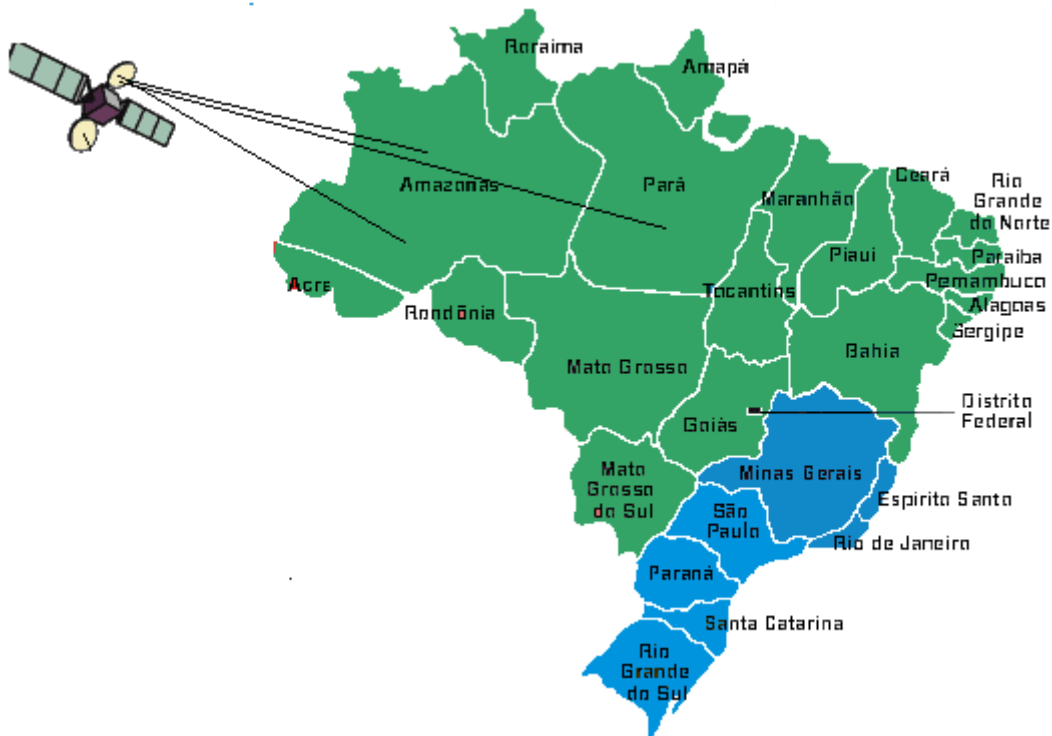 Roraima
Amapá
Amazonas
Pará
Maranhão
Ceará
Rio
Grande
do Norte
Piaui
Paraiba
Pernambuco
Alagoas
Sergipe
Acre
Rondônia
Tocantins
Mato Grosso
Bahia
Distrito
Federal
Goiás
Mato
Grosso
do Sul
Minas Gerais
Espirito Santo
São
Paulo
Rio de Janeiro
Paraná
Santa Catarina
Rio
Grande
do Sul